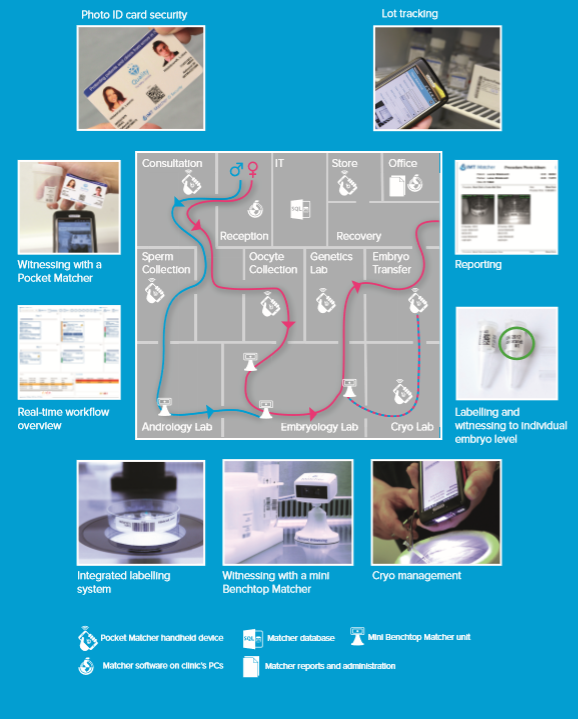 Photo ID card security
Lot tracking
Witnessing with a
Pocket Matcher
Consultation
IT
Store
Office
SQL
Reception
Recovery
Sperm
Collection
Oocyte
Collection
Genetics
Lab
Embryo
Transfer
Andrology Lab
Embryology Lab
Cryo Lab
Reporting
Real-time workflow
overview
Labelling and
witnessing to individual
embryo level
Integrated labelling
system
Witnessing with a mini
Benchtop Matcher
Cryo management
Pocket Matcher handheld device
SQL
Matcher database
Mini Benchtop Matcher unit
Matcher software on clinic's PCs
Matcher reports and administration